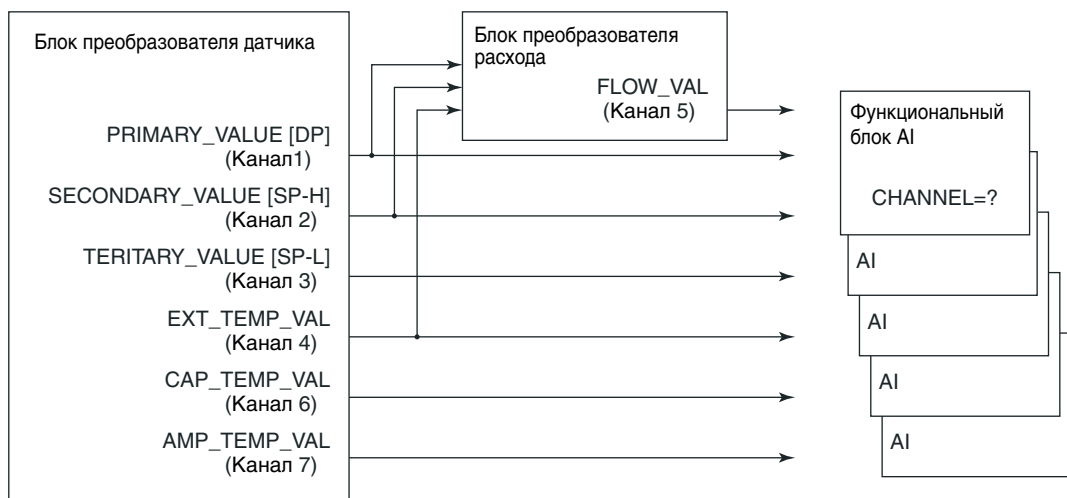 Блок преобразователя датчика
PRIMARY_VALUE [DP]
(Канал1)
SECONDARY_VALUE [SP-H]
(Канал 2)
TERITARY_VALUE [SP-L]
(Канал 3)
EXT_TEMP_VAL
(Канал 4)
CAP_TEMP_VAL
(Канал 6)
AMP_TEMP_VAL
(Канал 7)
Блок преобразователя
расхода
FLOW_VAL
(Канал 5)
Функциональный
блок AI
CHANNEL=?
AI
AI
AI
AI